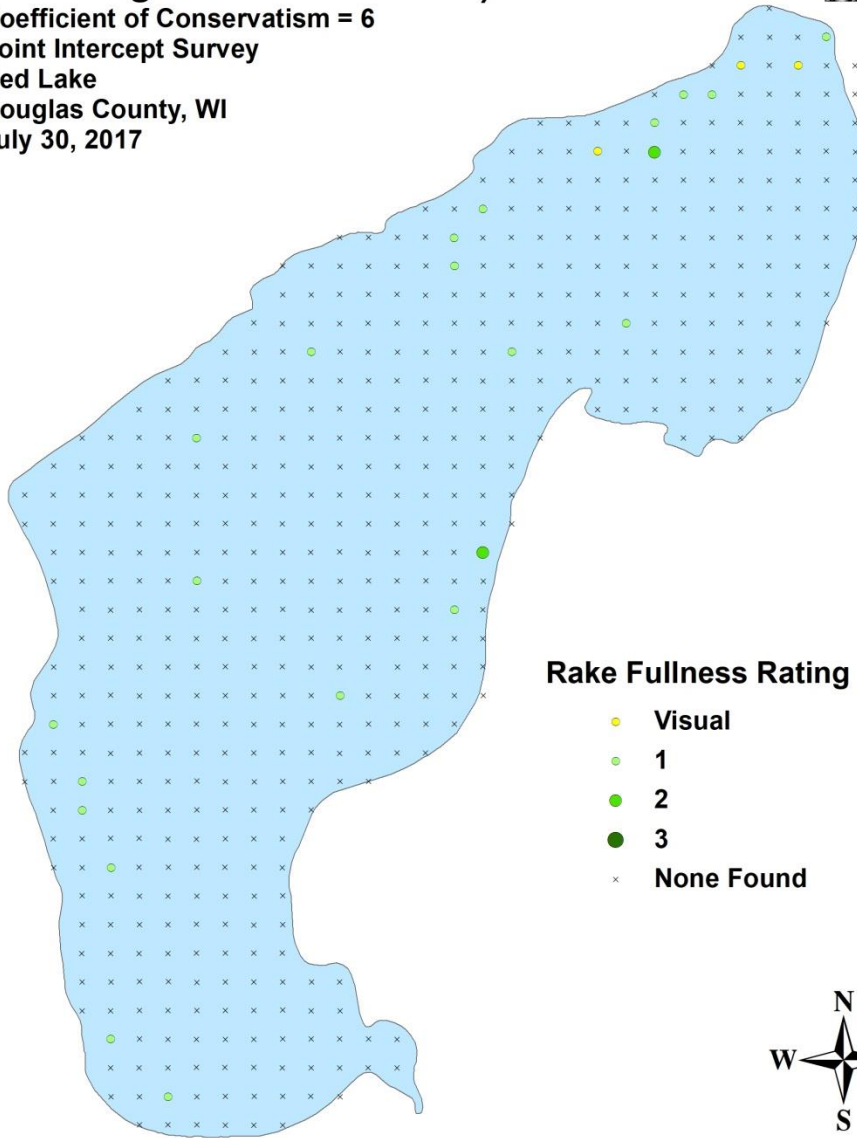 oefficient of Conservatism = 6
oint Intercept Survey
ed Lake
ouglas County, WI
uly 30, 2017
Rake Fullness Rating
Visual
1
2
3
None Found
N
W
S